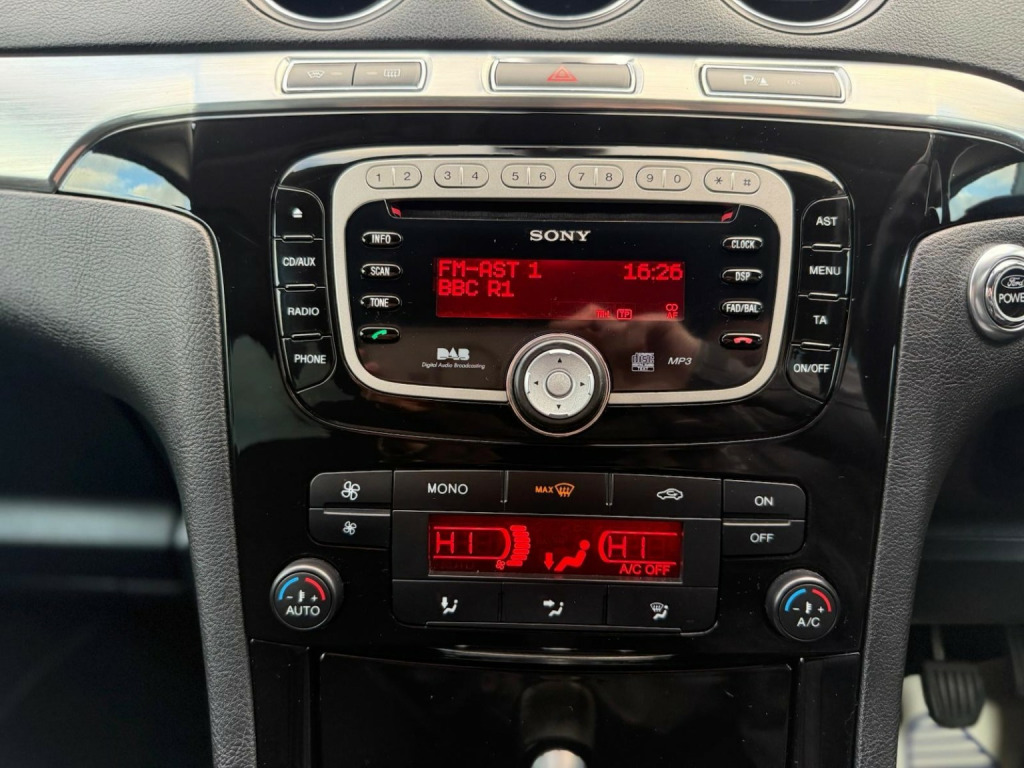 P
1 2 3 4 5 6 7 8 9 0 * #
SONY
INFO
SCAN
TONE
CD/AUX
RADIO
PHONE
FM-AST 1 16:26
BBC R1
TP
AF
CLOCK
DSP
FAD/BAL
AST
MENU
TA
ON/OFF
Ford
POWER
DAB
Digital Audio Broadcasting
TEXT
MP3
MONO
MAX
ON
OFF
HI HI
A/C OFF
- +
AUTO
- +
A/C